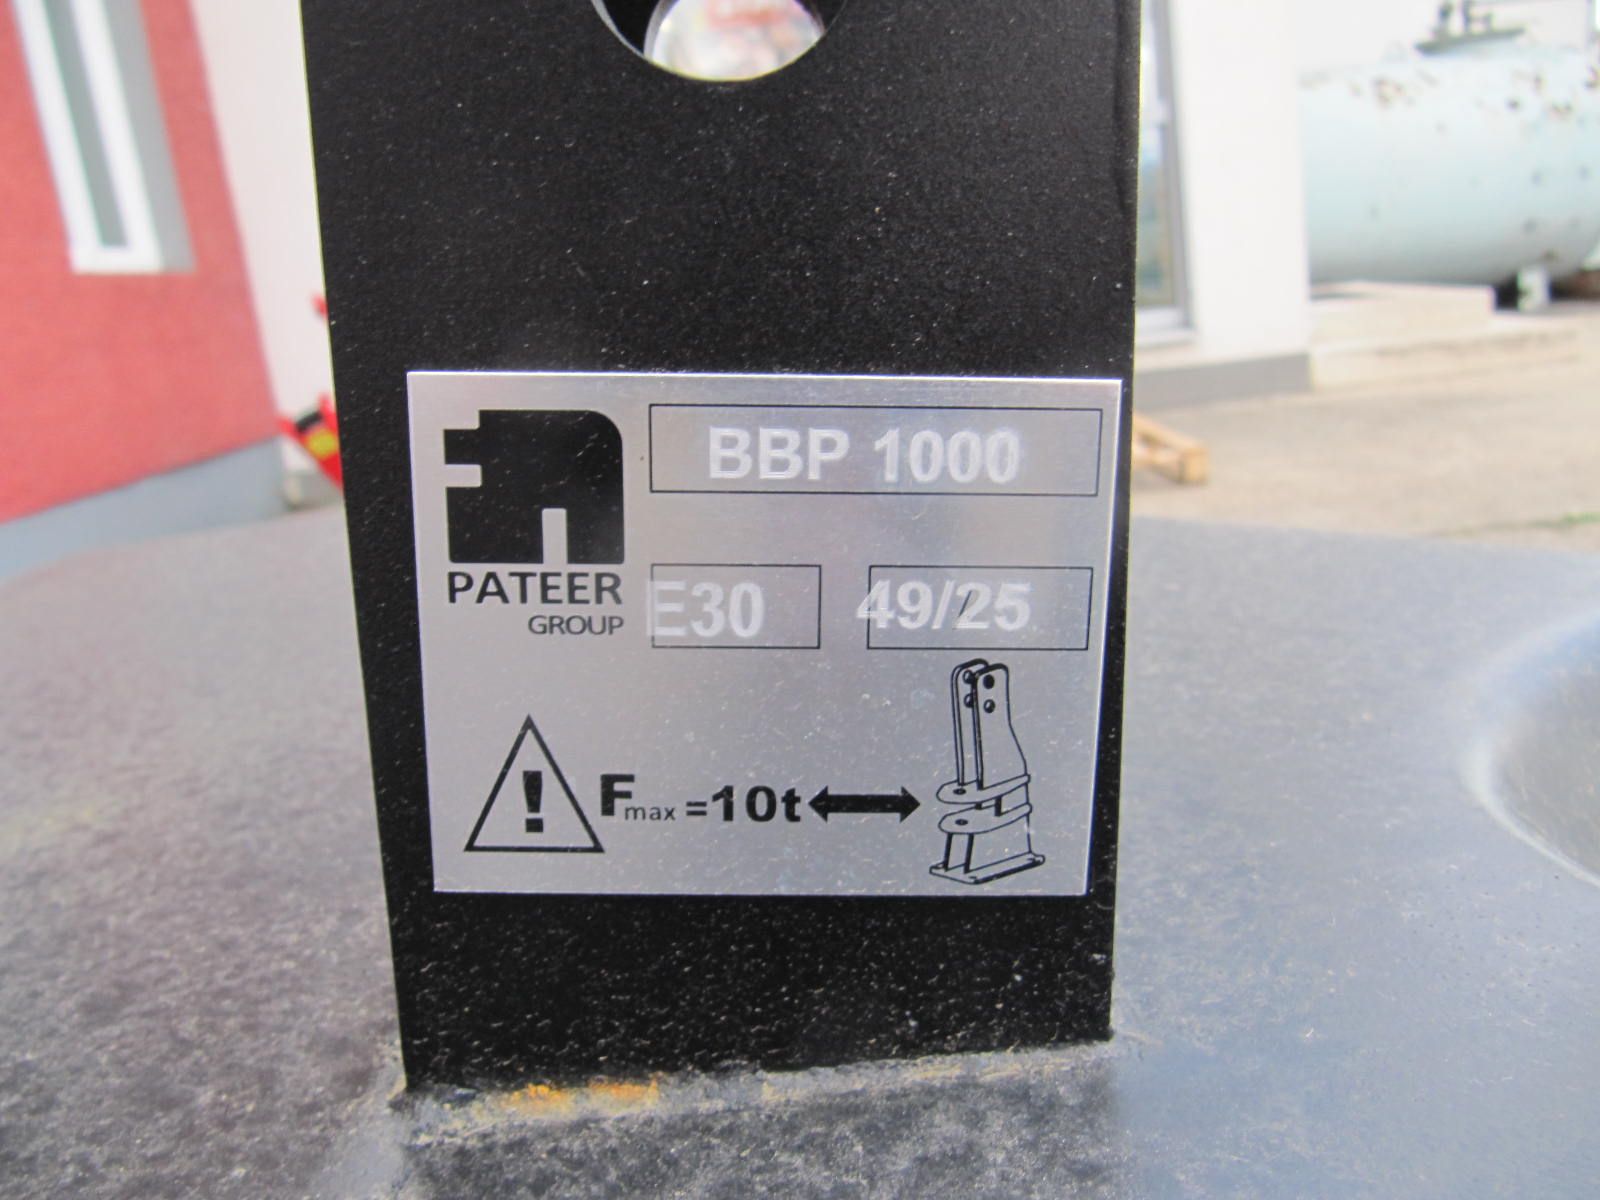 BBP 1000
PATEER
GROUP
E30
49/25
! Fmax=10t